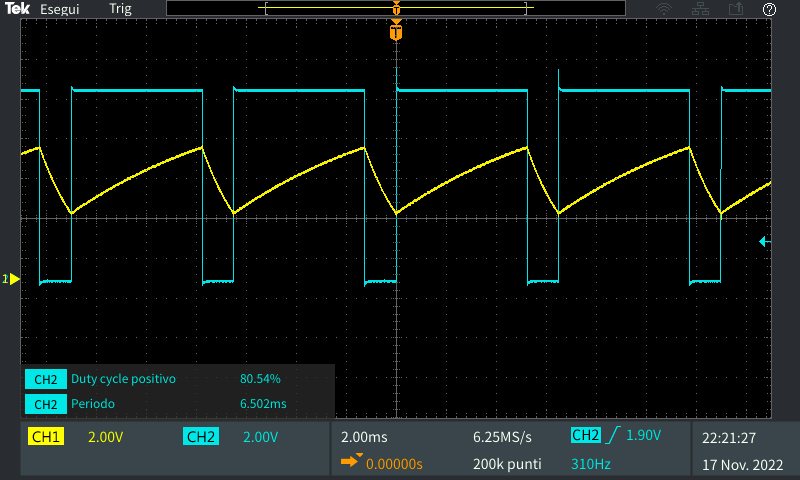 Tek Esegui Trig
T
T
CH2 Duty cycle positivo 80.54%
CH2 Periodo 6.502ms
CH1 2.00V CH2 2.00V 2.00ms 6.25MS/s CH2 1.90V 22:21:27
0.00000s 200k punti 310Hz 17 Nov. 2022